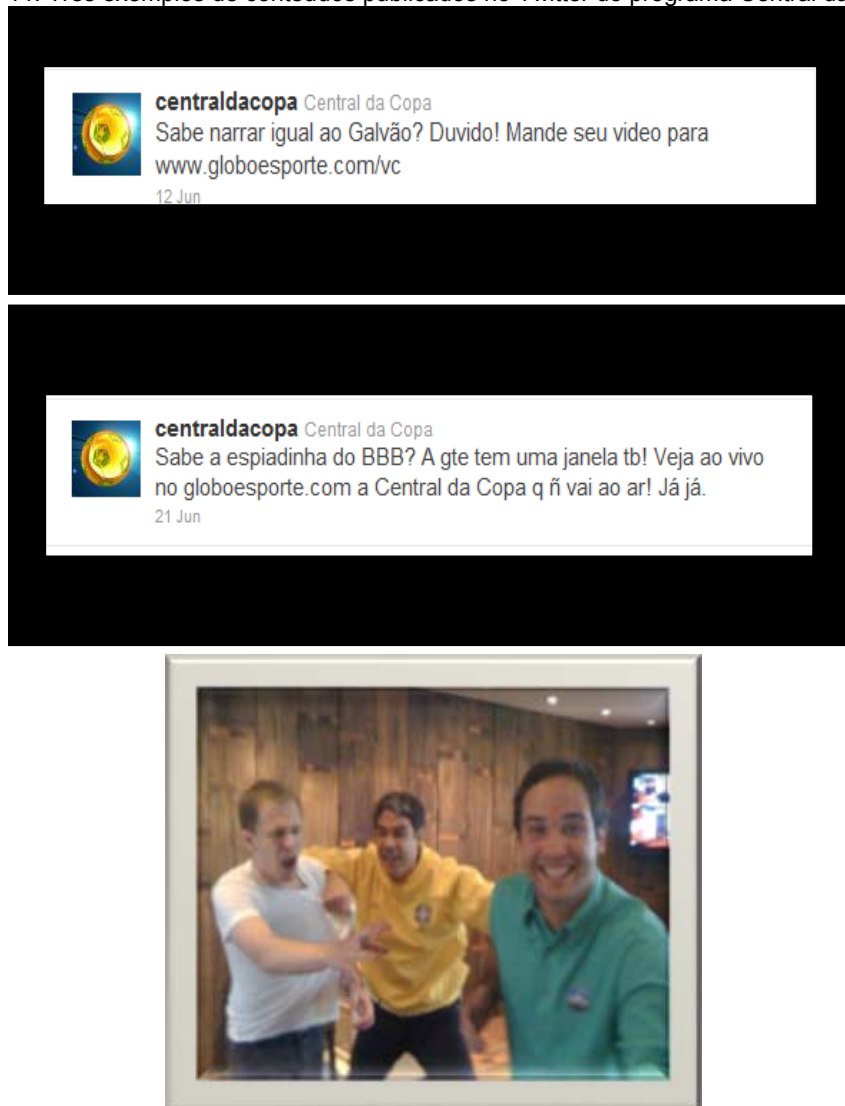 centraldacopa Central da Copa
Sabe narrar igual ao Galvão? Duvido! Mande seu video para
www.globoesporte.com/vc
12 Jun
centraldacopa Central da Copa
Sabe a espiadinha do BBB? A gte tem uma janela tb! Veja ao vivo
no globoesporte.com a Central da Copa q ñ vai ao ar! Já já.
21 Jun